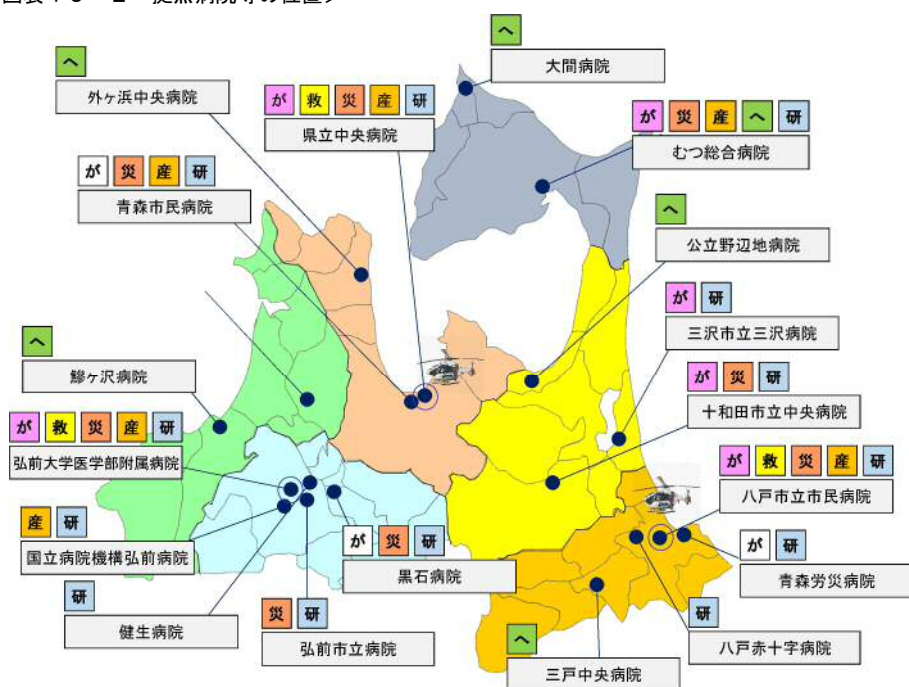 へ
大間病院
へ
外ヶ浜中央病院
が 救 災 産 研
県立中央病院
が 災 産 へ 研
むつ総合病院
が 災 産 研
青森市民病院
へ
公立野辺地病院
が 研
三沢市立三沢病院
へ
鰺ヶ沢病院
が 災 研
十和田市立中央病院
が 救 災 産 研
弘前大学医学部附属病院
が 救 災 産 研
八戸市立市民病院
産 研
国立病院機構弘前病院
が 災 研
黒石病院
が 研
青森労災病院
研
健生病院
災 研
弘前市立病院
研
八戸赤十字病院
へ
三戸中央病院